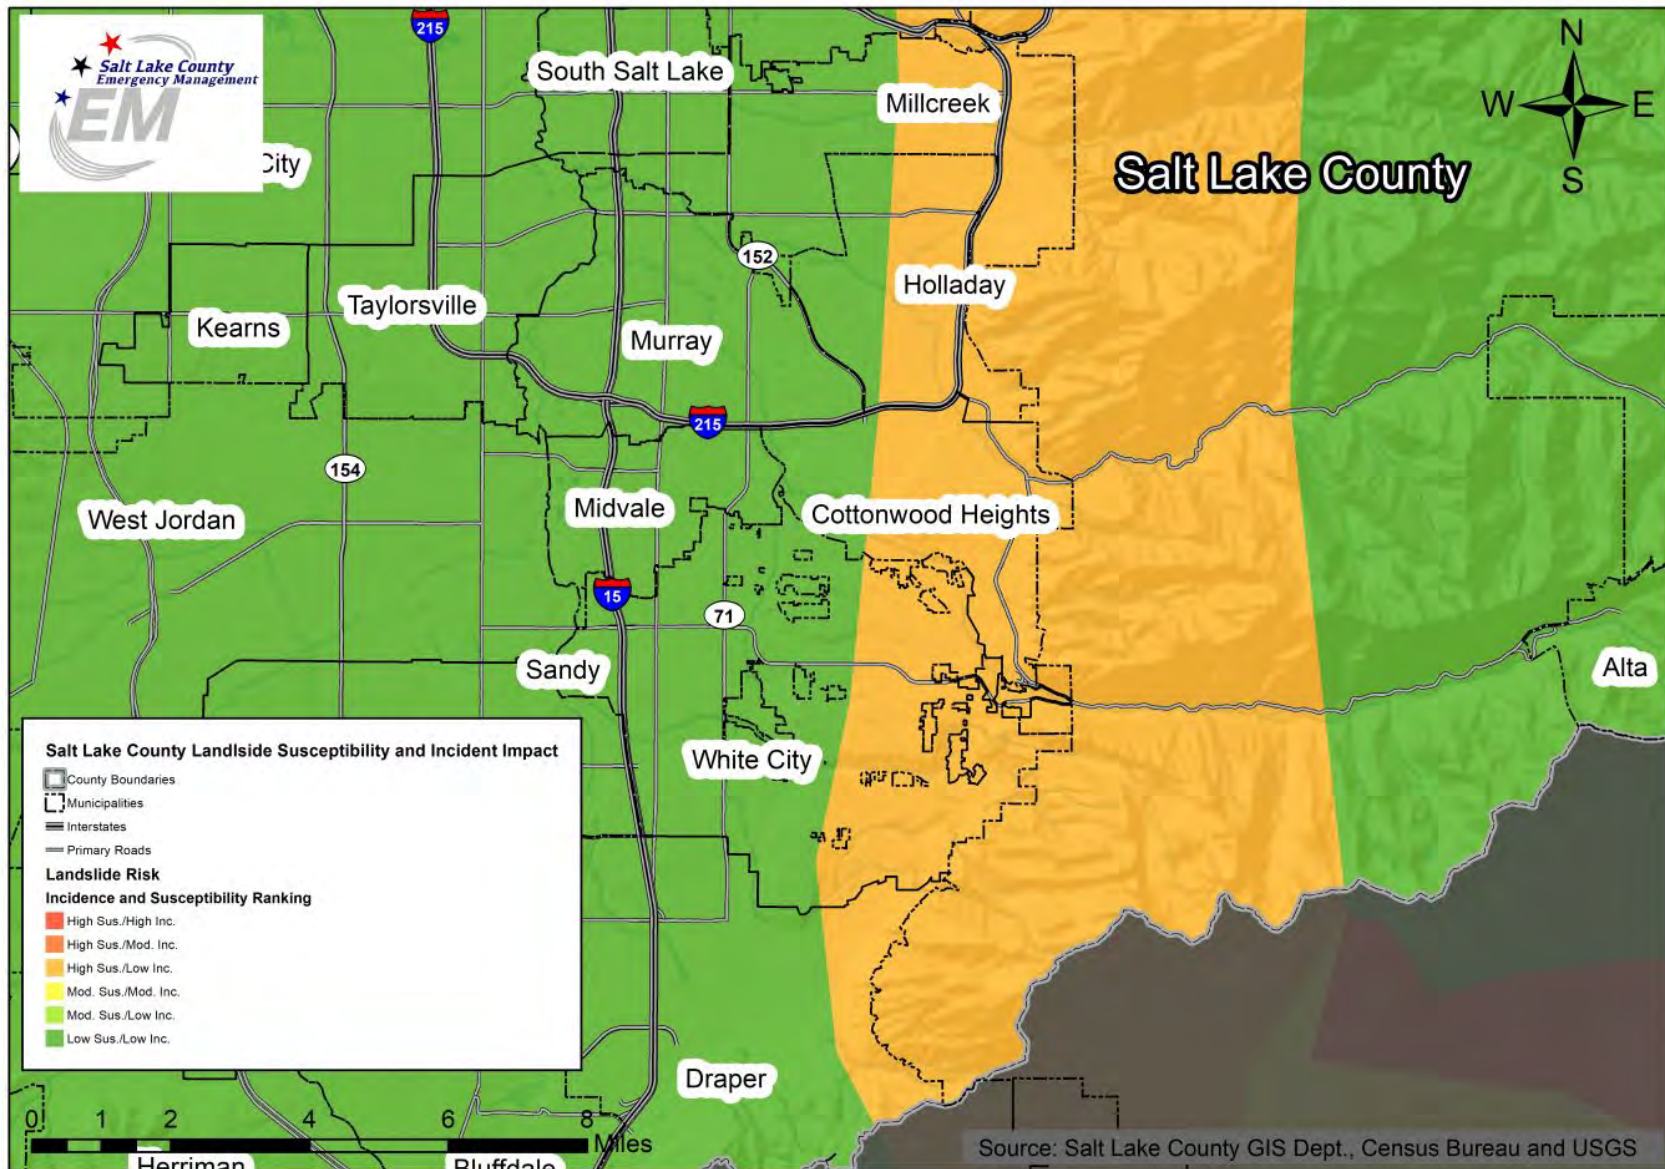 215
N
W E
S
Salt Lake County
Emergency Management
EM
South Salt Lake
Millcreek
City
Salt Lake County
152
Holladay
Taylorsville
Kearns
Murray
215
154
West Jordan
Midvale
Cottonwood Heights
15
71
Sandy
Alta
White City
Salt Lake County Landlside Susceptibility and Incident Impact
County Boundaries
Municipalities
Interstates
Primary Roads
Landslide Risk
Incidence and Susceptibility Ranking
High Sus./High Inc.
High Sus./Mod. Inc.
High Sus./Low Inc.
Mod. Sus./Mod. Inc.
Mod. Sus./Low Inc.
Low Sus./Low Inc.
Draper
0 1 2 4 6 8
Miles
Source: Salt Lake County GIS Dept., Census Bureau and USGS
Herriman
Bluffdale